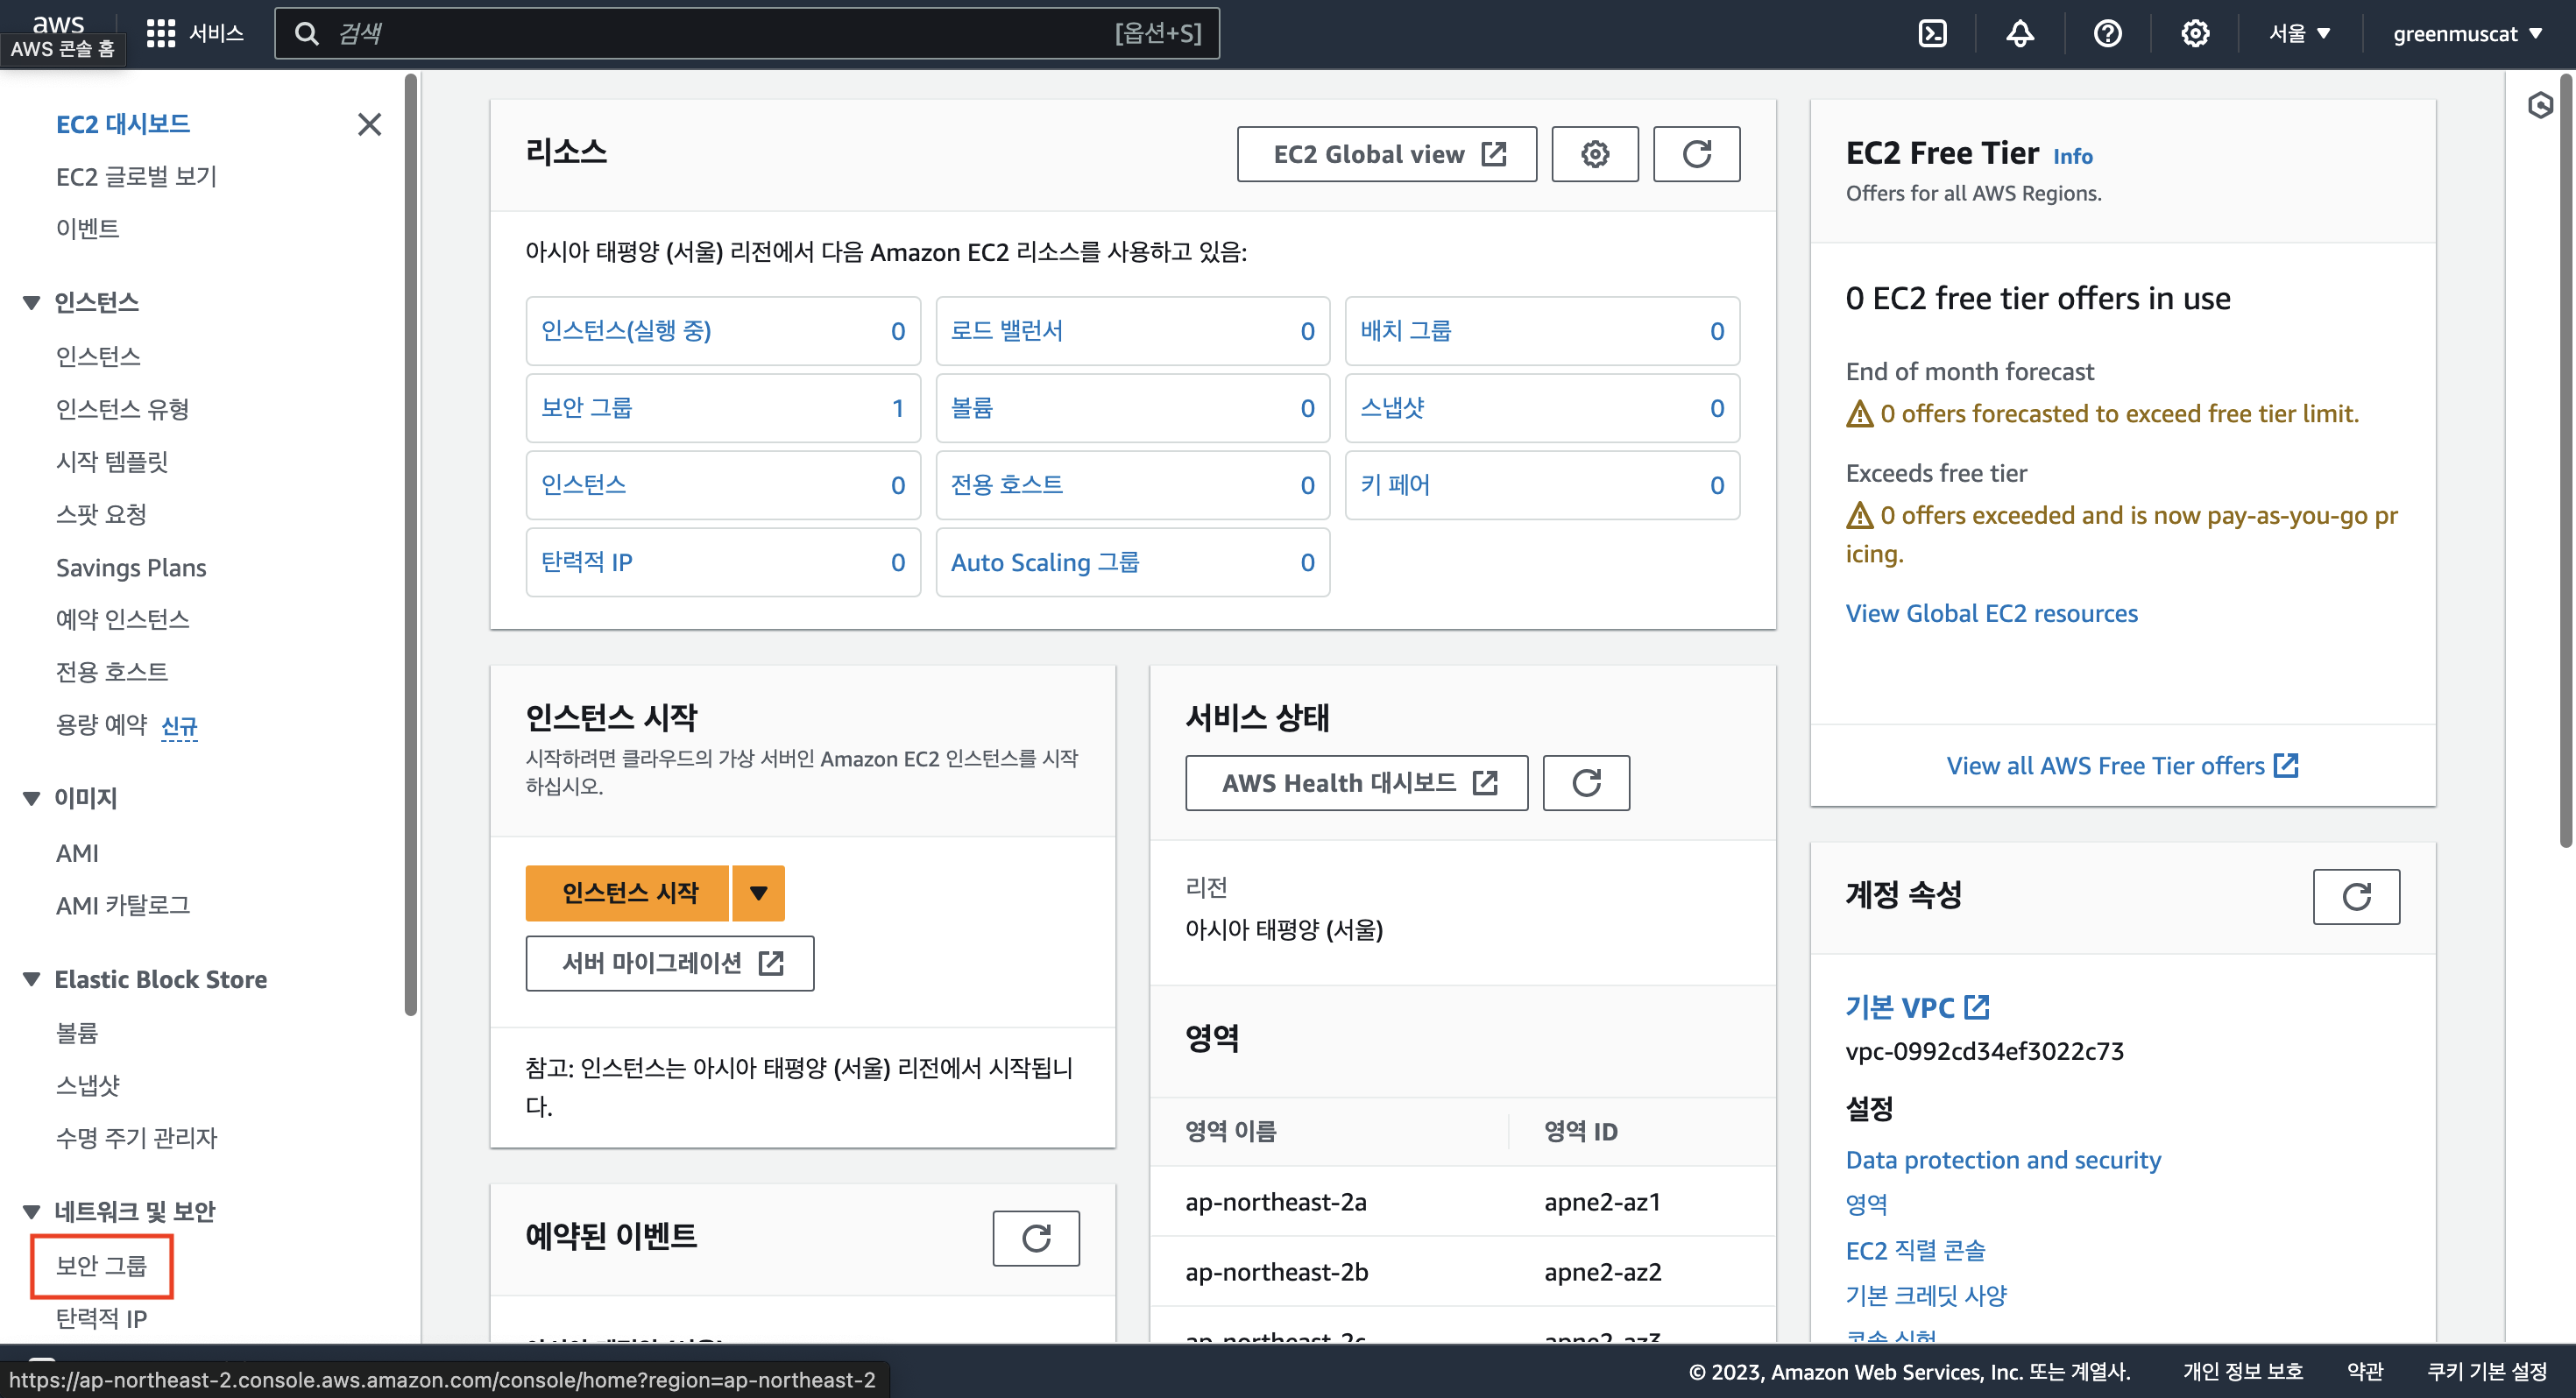 aws
AWS 콘솔 홈
서비스
검색
[옵션+S]
서울
greenmuscat
EC2 대시보드
EC2 글로벌 보기
이벤트
인스턴스
인스턴스
인스턴스 유형
시작 템플릿
스팟 요청
Savings Plans
예약 인스턴스
전용 호스트
용량 예약 신규
이미지
AMI
AMI 카탈로그
Elastic Block Store
볼륨
스냅샷
수명 주기 관리자
네트워크 및 보안
보안 그룹
탄력적 IP
리소스
EC2 Global view
아시아 태평양 (서울) 리전에서 다음 Amazon EC2 리소스를 사용하고 있음:
인스턴스(실행 중) 0
로드 밸런서 0
배치 그룹 0
보안 그룹 1
볼륨 0
스냅샷 0
인스턴스 0
전용 호스트 0
키 페어 0
탄력적 IP 0
Auto Scaling 그룹 0
인스턴스 시작
시작하려면 클라우드의 가상 서버인 Amazon EC2 인스턴스를 시작
하십시오.
인스턴스 시작
서버 마이그레이션
참고: 인스턴스는 아시아 태평양 (서울) 리전에서 시작됩니
다.
예약된 이벤트
서비스 상태
AWS Health 대시보드
리전
아시아 태평양 (서울)
영역
영역 이름 영역 ID
ap-northeast-2a apne2-az1
ap-northeast-2b apne2-az2
ap-northeast-2c apne2-az3
EC2 Free Tier Info
Offers for all AWS Regions.
0 EC2 free tier offers in use
End of month forecast
0 offers forecasted to exceed free tier limit.
Exceeds free tier
0 offers exceeded and is now pay-as-you-go pr
icing.
View Global EC2 resources
View all AWS Free Tier offers
계정 속성
기본 VPC
vpc-0992cd34ef3022c73
설정
Data protection and security
영역
EC2 직렬 콘솔
기본 크레딧 사양
콘솔 실험
https://ap-northeast-2.console.aws.amazon.com/console/home?region=ap-northeast-2
© 2023, Amazon Web Services, Inc. 또는 계열사.
개인 정보 보호
약관
쿠키 기본 설정